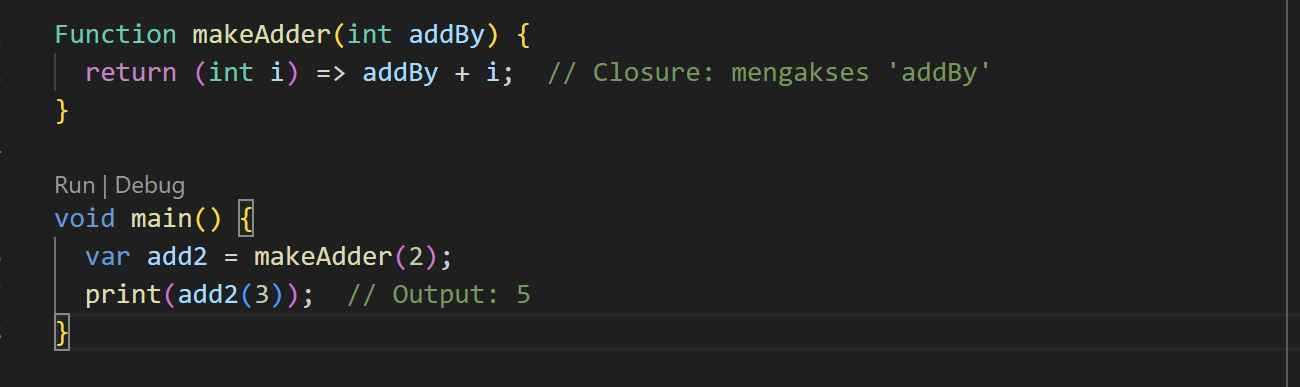 Function makeAdder(int addBy) {
  return (int i) => addBy + i;  // Closure: mengakses 'addBy'
}
Run | Debug
void main() {
  var add2 = makeAdder(2);
  print(add2(3));  // Output: 5
}